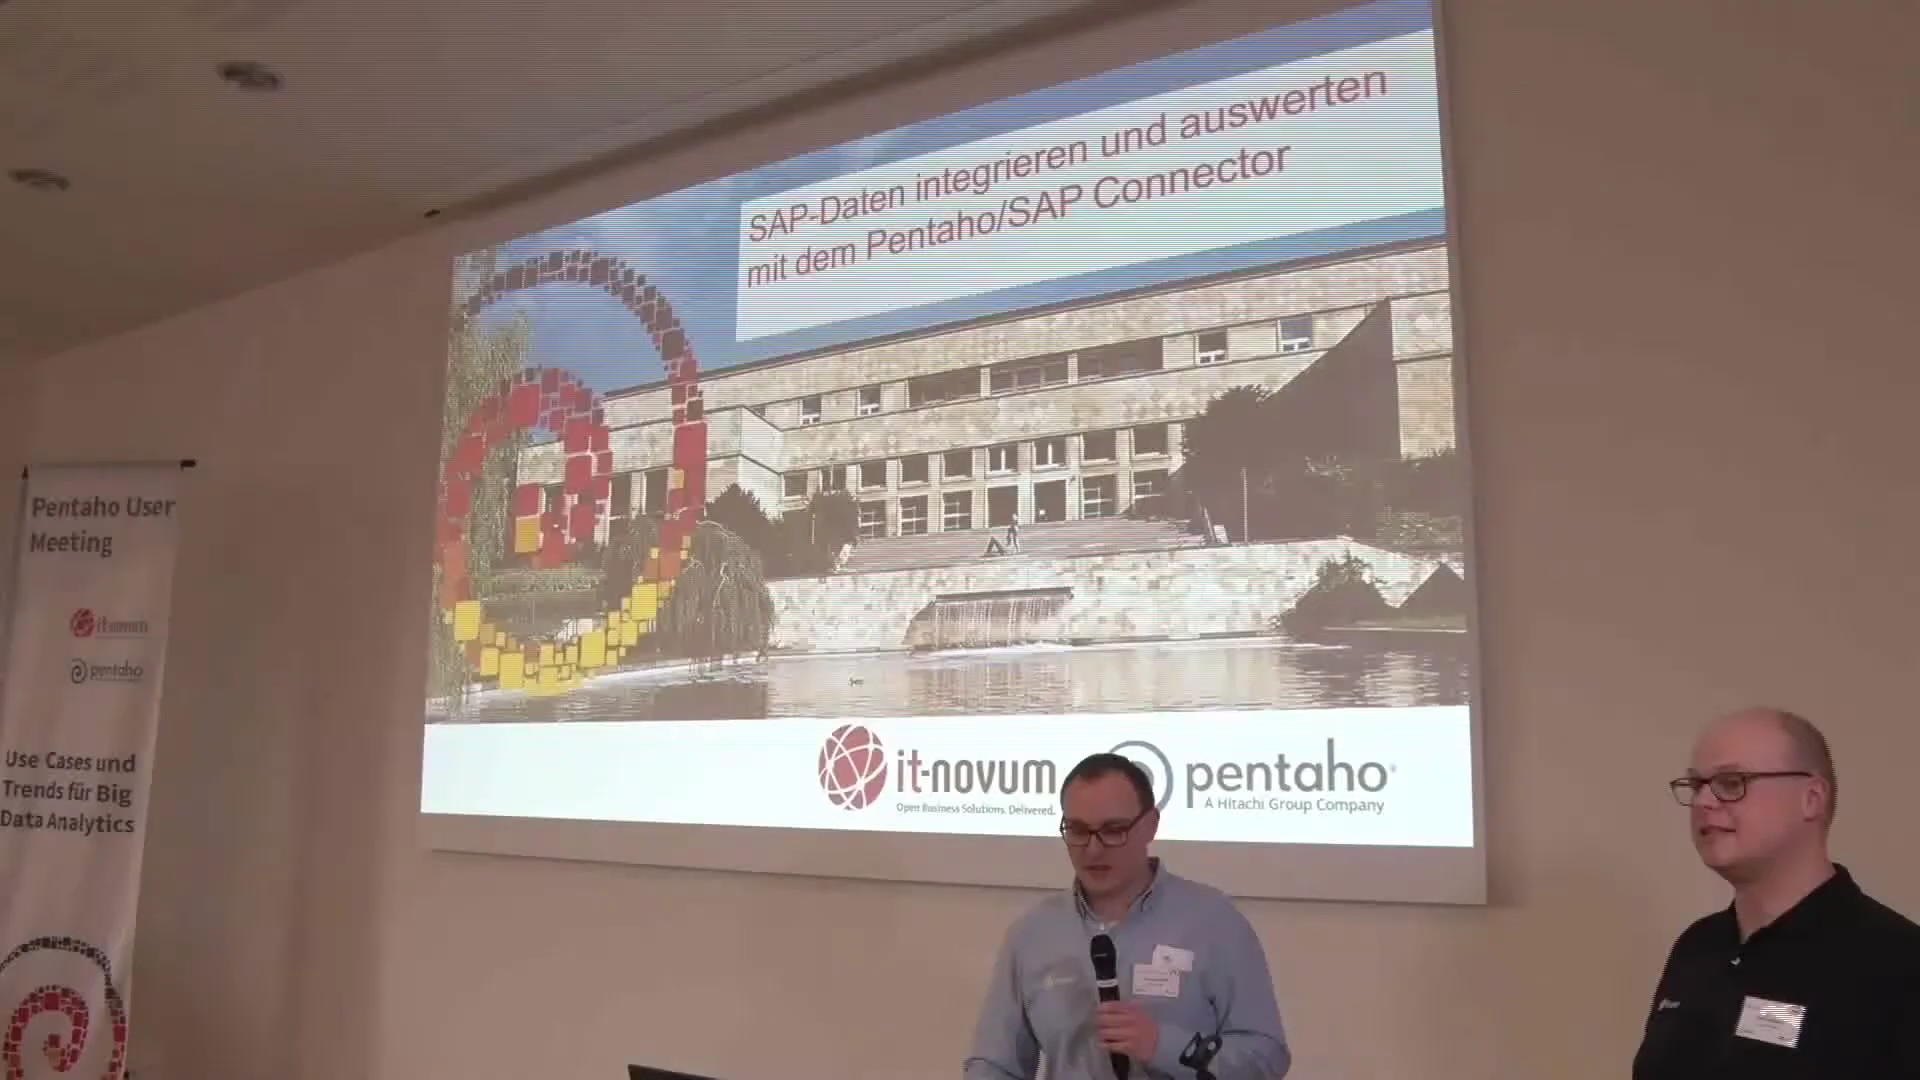 SAP-Daten integrieren und auswerten
mit dem Pentaho/SAP Connector
it-novum
Open Business Solutions. Delivered.
pentaho
A Hitachi Group Company
Pentaho User
Meeting
it-novum
pentaho
Use Cases und
Trends für Big
Data Analytics